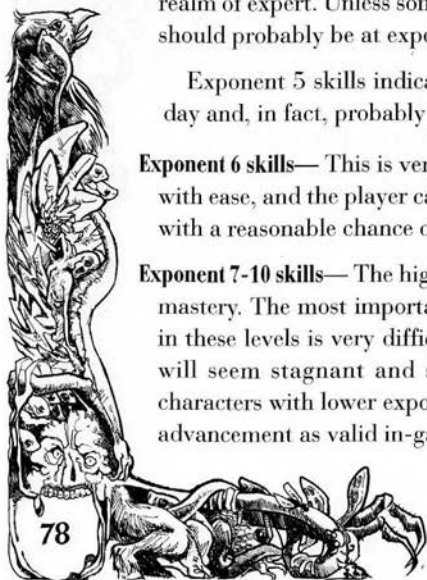 realm of expert. Unless som
should probably be at expo
Exponent 5 skills indica
day and, in fact, probably
Exponent 6 skills— This is ver
with ease, and the player ca
with a reasonable chance o
Exponent 7-10 skills— The hig
mastery. The most importa
in these levels is very diffic
will seem stagnant and s
characters with lower expo
advancement as valid in-ga
78